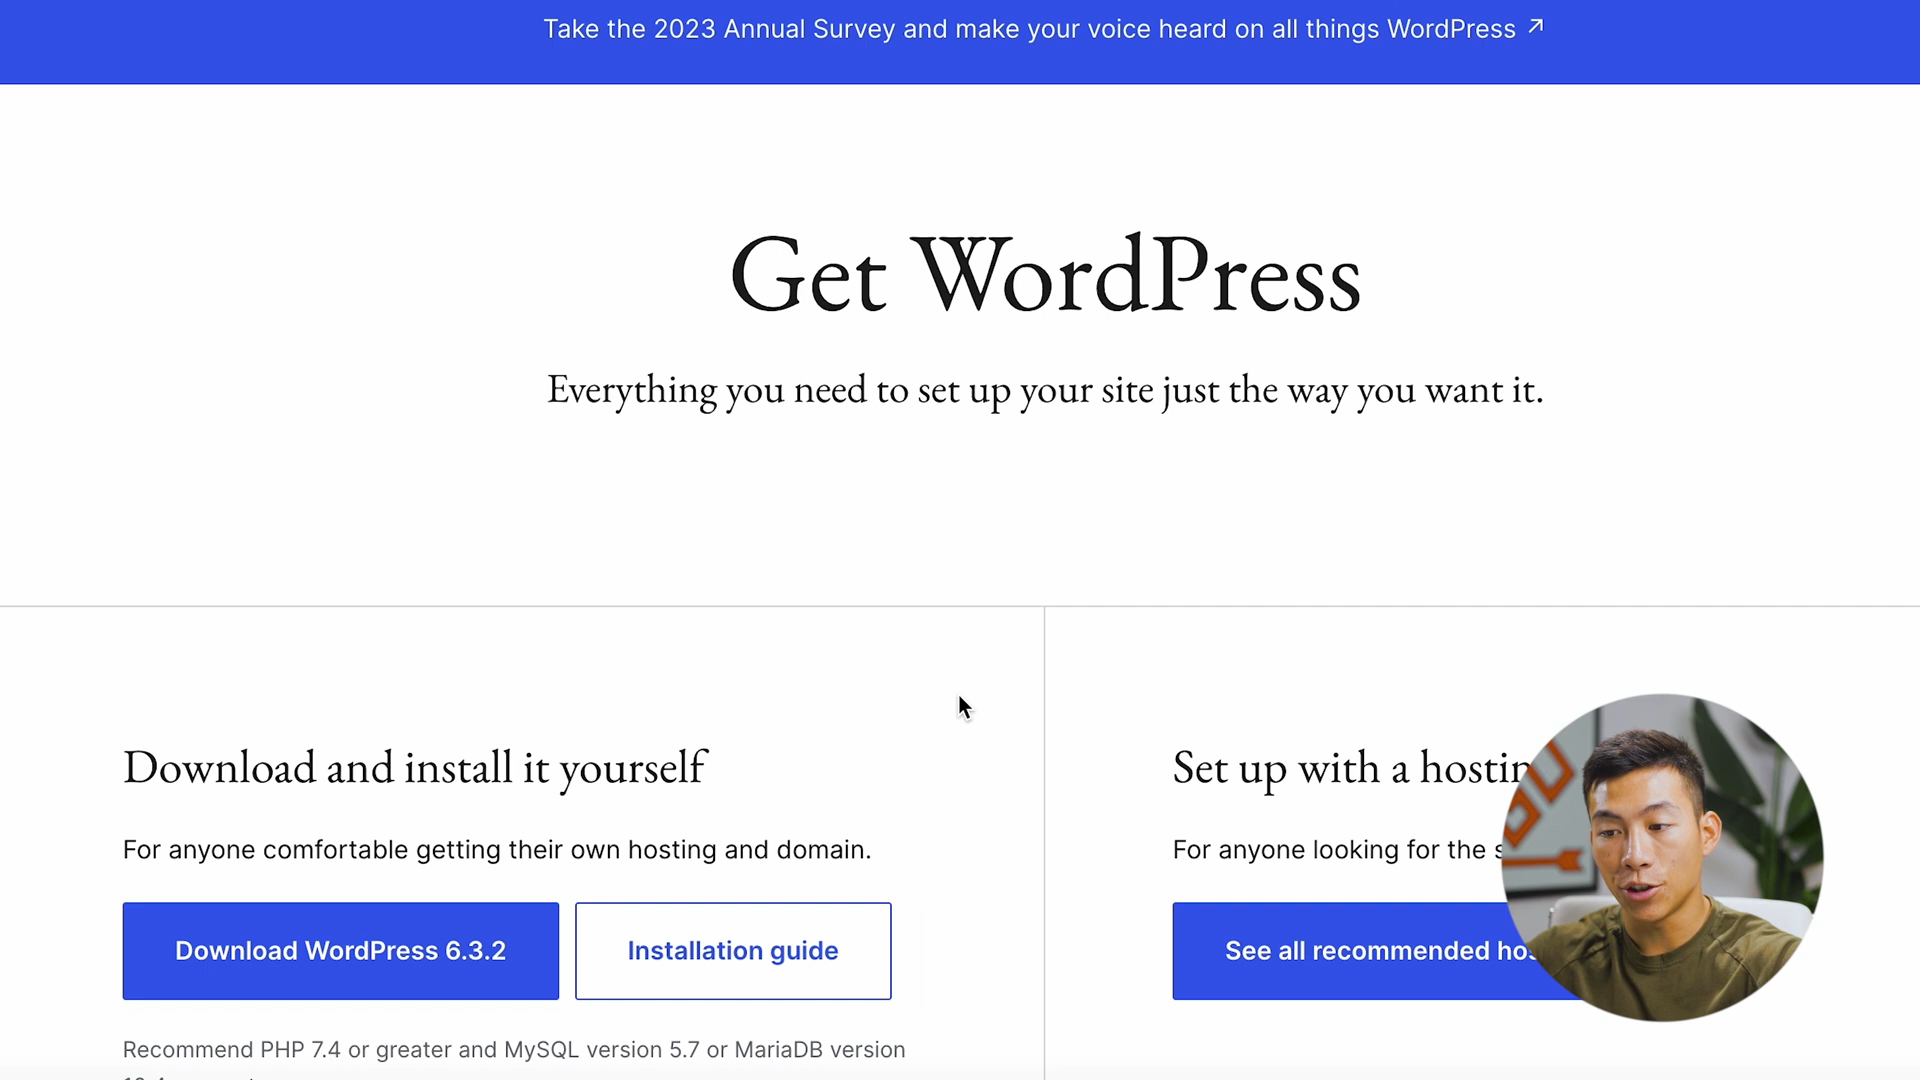 Take the 2023 Annual Survey and make your voice heard on all things WordPress ↗
Get WordPress
Everything you need to set up your site just the way you want it.
Download and install it yourself
For anyone comfortable getting their own hosting and domain.
Download WordPress 6.3.2
Installation guide
Recommend PHP 7.4 or greater and MySQL version 5.7 or MariaDB version
Set up with a
For anyone looking for the
See all recommended